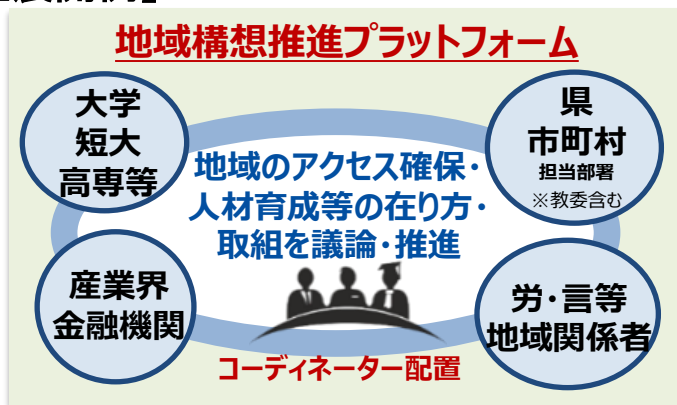 地域構想推進プラットフォーム
大学
短大
高専等
県
市町村
担当部署
※教委含む
地域のアクセス確保・
人材育成等の在り方・
取組を議論・推進
産業界
金融機関
労・言等
地域関係者
コーディネーター配置